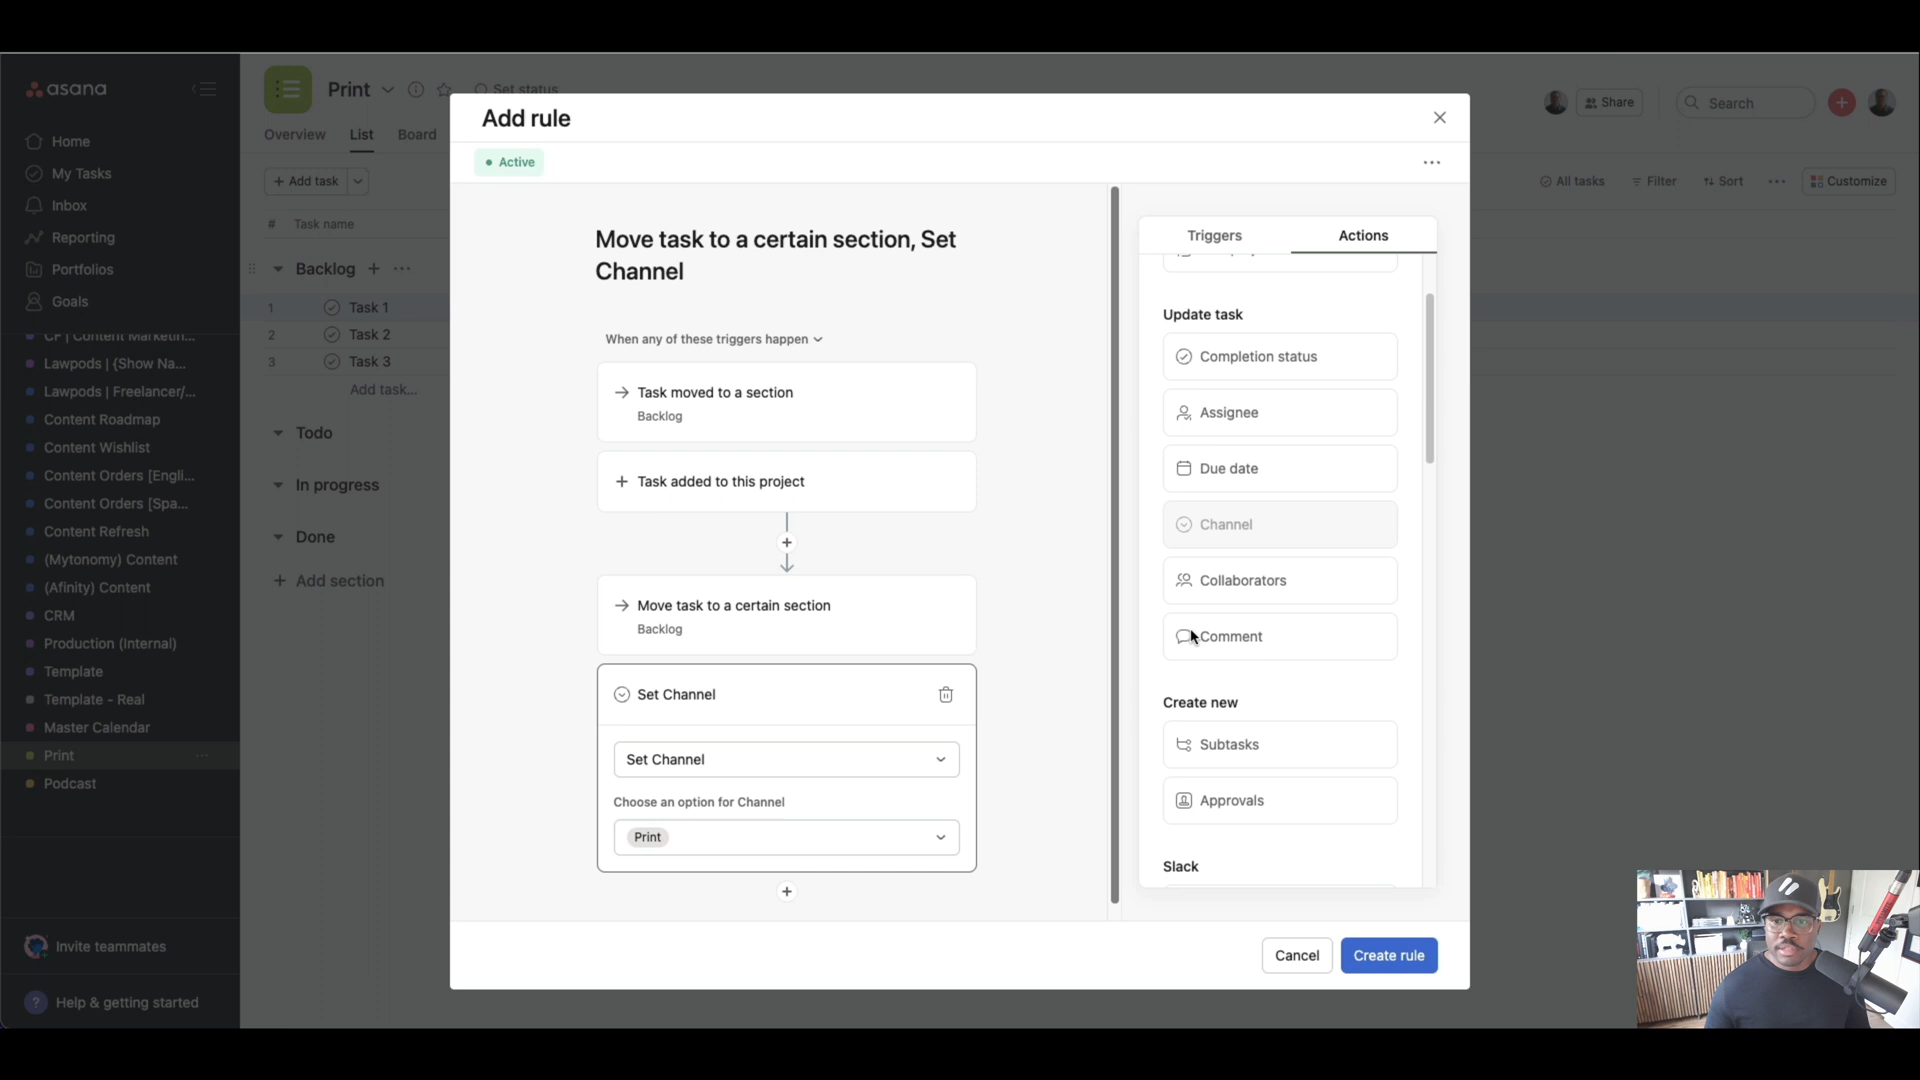 asana
Home
My Tasks
Inbox
Reporting
Portfolios
Goals
CF | Content Marketin...
Lawpods | {Show Na...
Lawpods | Freelancer/...
Content Roadmap
Content Wishlist
Content Orders [Engli...
Content Orders [Spa...
Content Refresh
(Mytonomy) Content
(Afinity) Content
CRM
Production (Internal)
Template
Template - Real
Master Calendar
Print
Podcast
Invite teammates
? Help & getting started
Print
Set status
Overview
List
Board
+ Add task
# Task name
Backlog + ...
1 Task 1
2 Task 2
3 Task 3
Add task...
Todo
In progress
Done
+ Add section
Share
Search
All tasks
Filter
Sort
...
Customize
Add rule
Active
...
Move task to a certain section, Set
Channel
When any of these triggers happen
Task moved to a section
Backlog
+ Task added to this project
Move task to a certain section
Backlog
Set Channel
Set Channel
Choose an option for Channel
Print
Triggers
Actions
Update task
Completion status
Assignee
Due date
Channel
Collaborators
Comment
Create new
Subtasks
Approvals
Slack
Cancel
Create rule